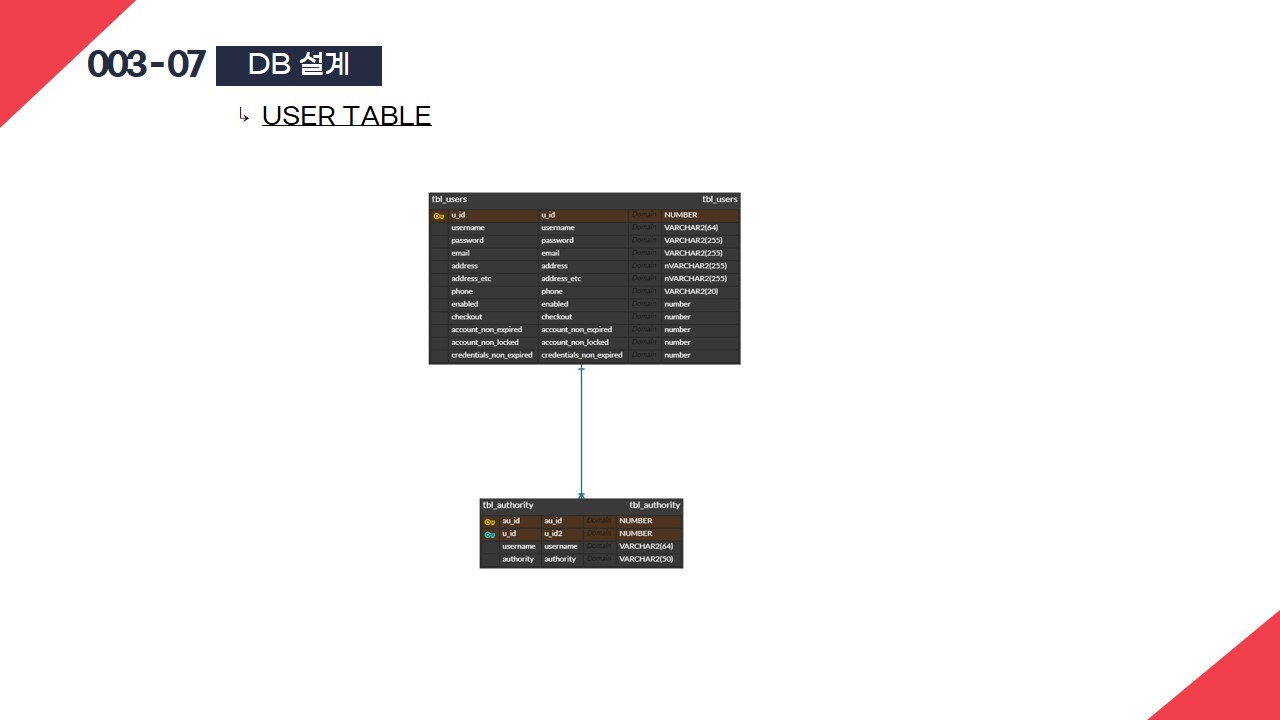 003-07 DB 설계
↳ USER TABLE
tbl_users tbl_users
u_id u_id Domain NUMBER
username username Domain VARCHAR2(64)
password password Domain VARCHAR2(255)
email email Domain VARCHAR2(255)
address address Domain nVARCHAR2(255)
address_etc address_etc Domain nVARCHAR2(255)
phone phone Domain VARCHAR2(20)
enabled enabled Domain number
checkout checkout Domain number
account_non_expired account_non_expired Domain number
account_non_locked account_non_locked Domain number
credentials_non_expired credentials_non_expired Domain number
tbl_authority tbl_authority
au_id au_id Domain NUMBER
u_id u_id2 Domain NUMBER
username username Domain VARCHAR2(64)
authority authority Domain VARCHAR2(50)